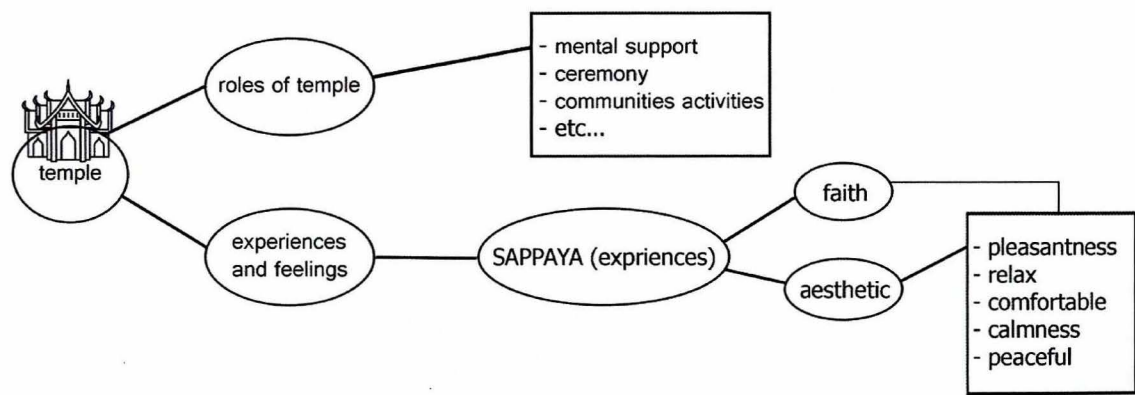 temple
roles of temple
- mental support
- ceremony
- communities activities
- etc...
experiences
and feelings
SAPPAYA (expriences)
faith
aesthetic
- pleasantness
- relax
- comfortable
- calmness
- peaceful